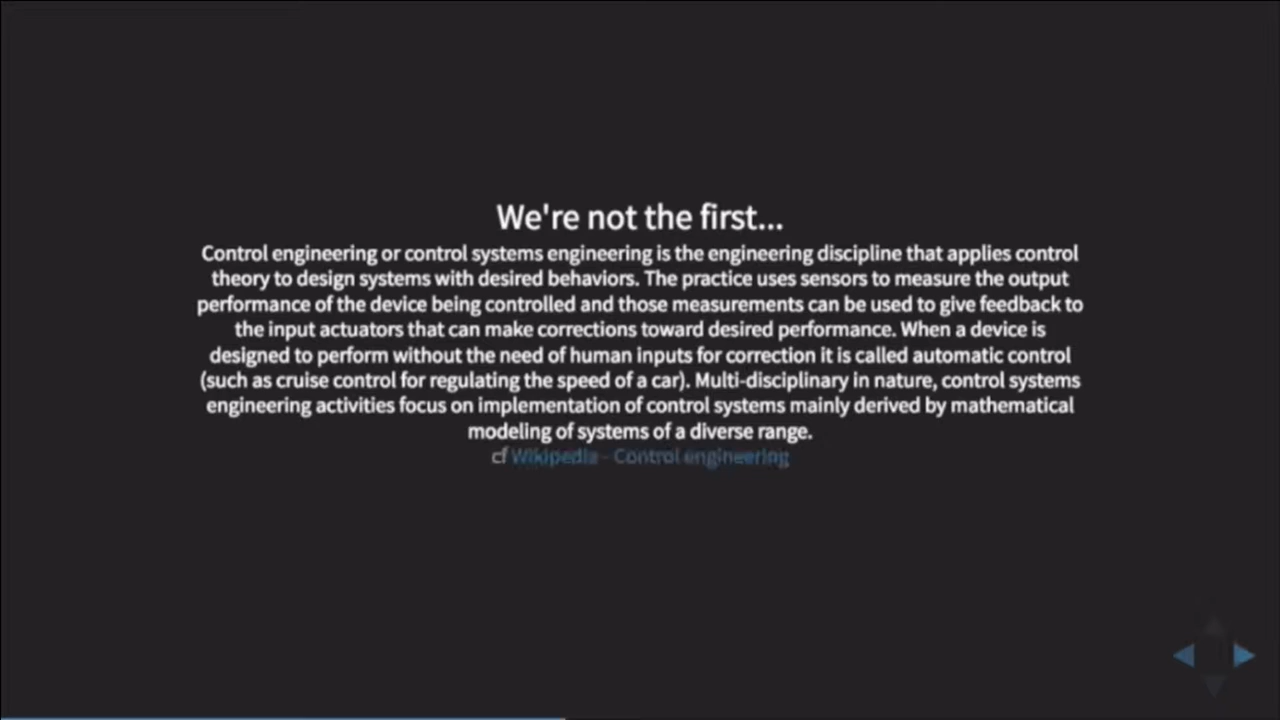 We're not the first...
Control engineering or control systems engineering is the engineering discipline that applies control
theory to design systems with desired behaviors. The practice uses sensors to measure the output
performance of the device being controlled and those measurements can be used to give feedback to
the input actuators that can make corrections toward desired performance. When a device is
designed to perform without the need of human inputs for correction it is called automatic control
(such as cruise control for regulating the speed of a car). Multi-disciplinary in nature, control systems
engineering activities focus on implementation of control systems mainly derived by mathematical
modeling of systems of a diverse range.
cf Wikipedia - Control engineering